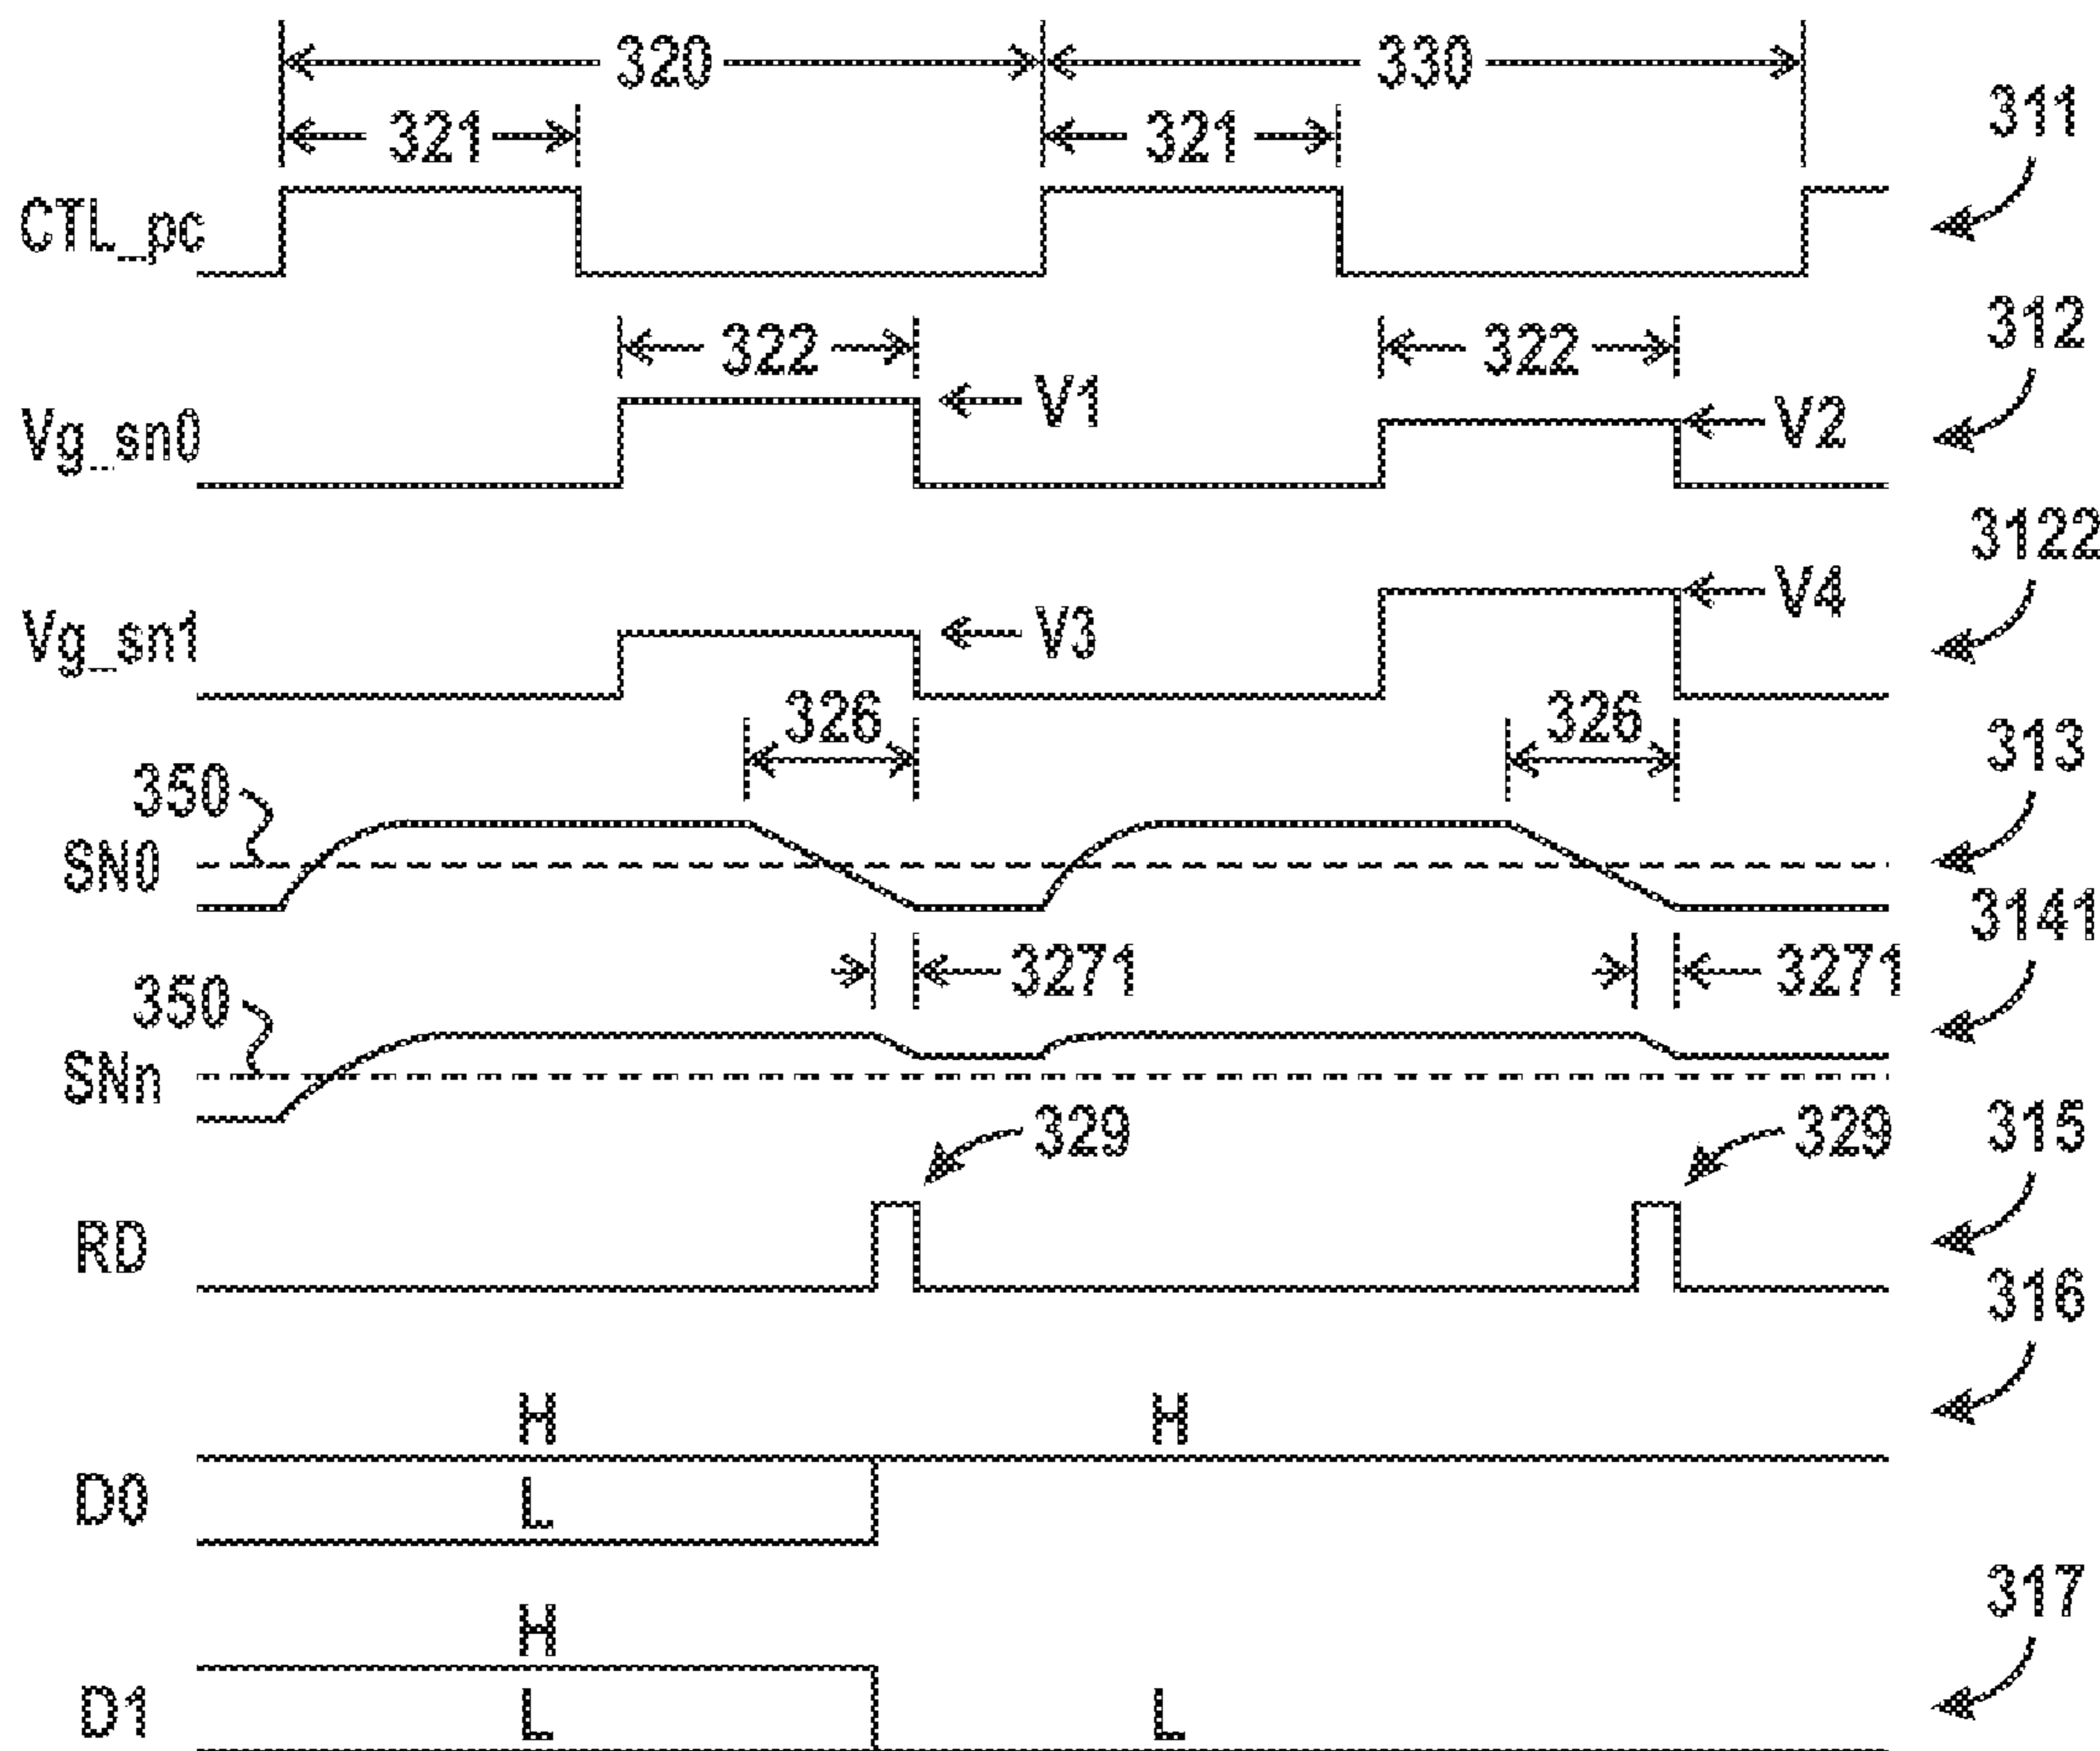 320 330
321 321 311
CTL_pc
322 322 312
V1 V2
Vg_sn0
3122
V3 V4
Vg_sn1
326 326 313
350
SN0
3141
3271 3271
350
SNn
329 329 315
RD
316
H H
D0 L
317
H
D1 L L